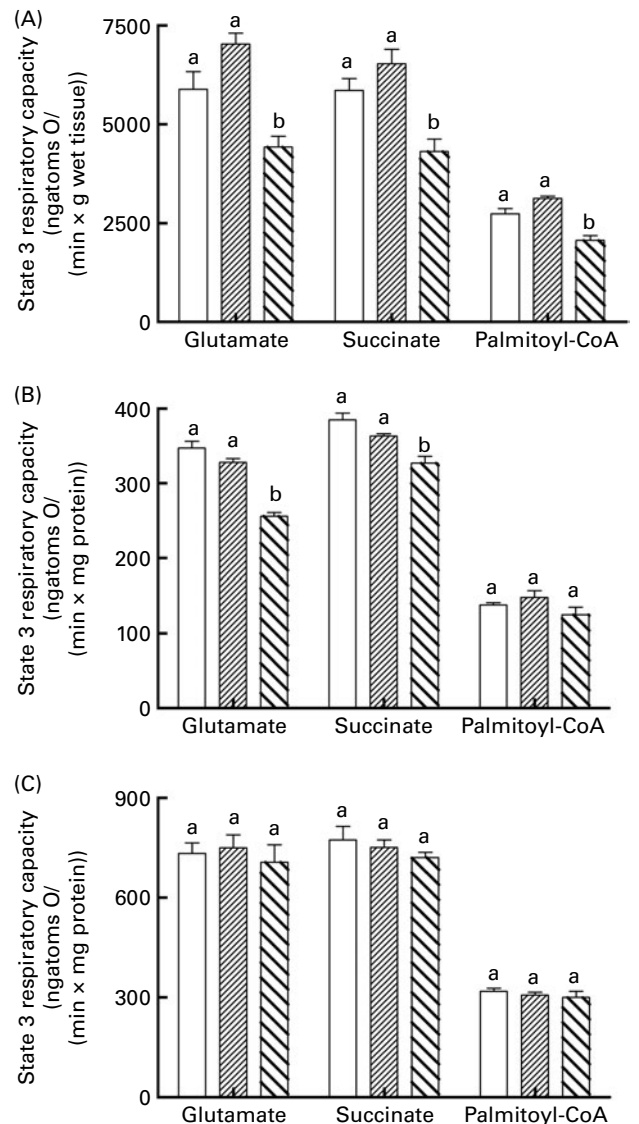 (A)
State 3 respiratory capacity
(ngatoms O/
(min × g wet tissue))
7500
5000
2500
0
a a b
a a b
a a b
Glutamate Succinate Palmitoyl-CoA
(B)
State 3 respiratory capacity
(ngatoms O/
(min × mg protein))
400
300
200
100
0
a a b
a a b
a a a
Glutamate Succinate Palmitoyl-CoA
(C)
State 3 respiratory capacity
(ngatoms O/
(min × mg protein))
900
600
300
0
a a a
a a a
a a a
Glutamate Succinate Palmitoyl-CoA